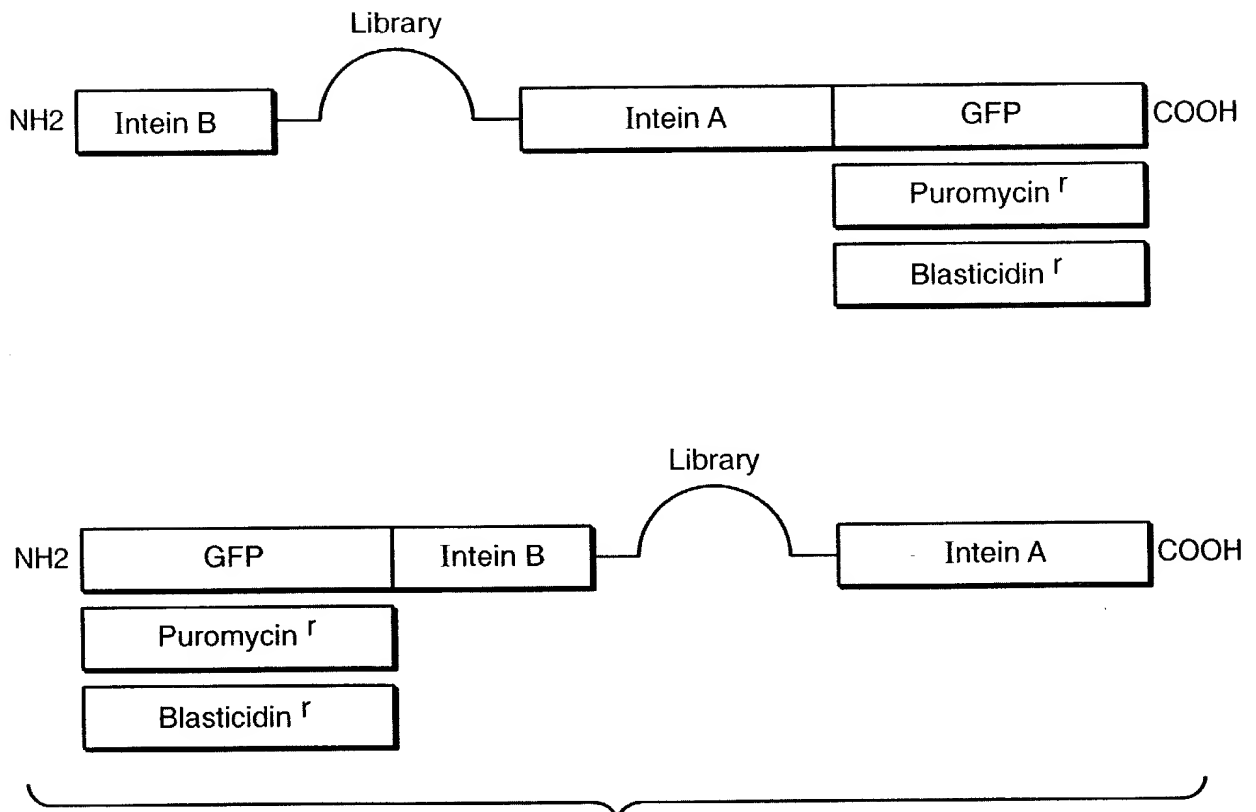 Library
NH2 Intein B Intein A GFP COOH
Puromycin r
Blasticidin r
Library
NH2 GFP Intein B Intein A COOH
Puromycin r
Blasticidin r